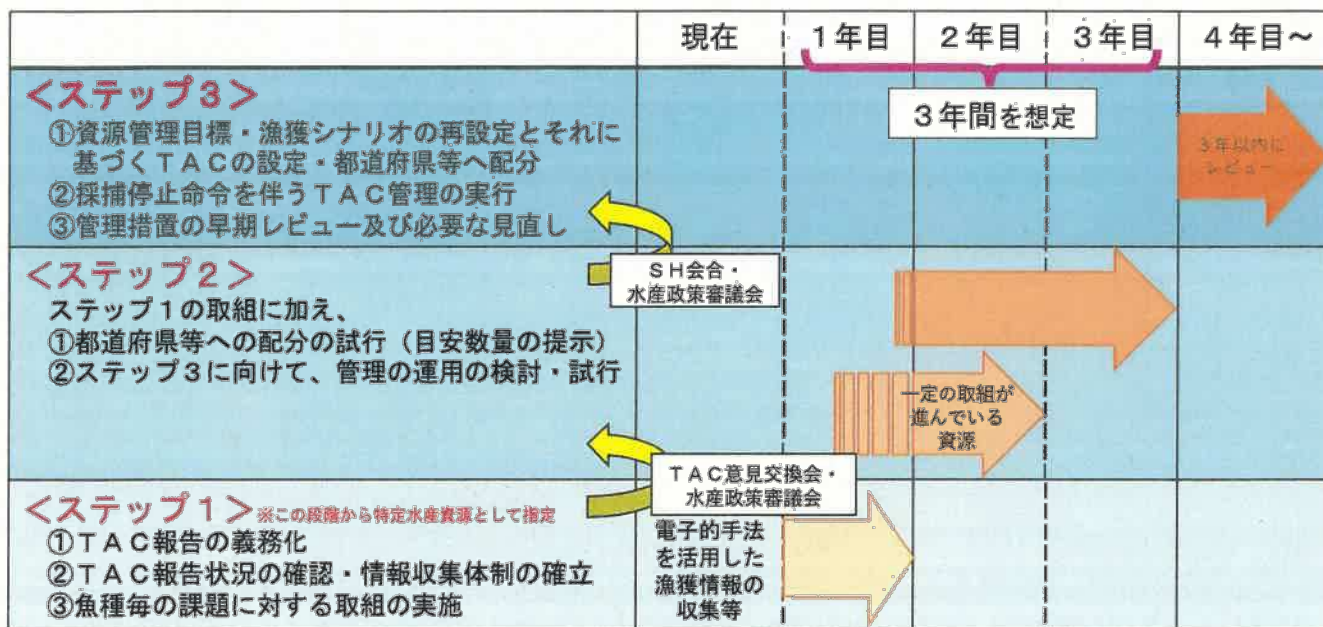 現在 1年目 2年目 3年目 4年目~
3年間を想定
<ステップ3>
①資源管理目標・漁獲シナリオの再設定とそれに
基づくTACの設定・都道府県等へ配分
②採捕停止命令を伴うTAC管理の実行
③管理措置の早期レビュー及び必要な見直し
3年以内に
レビュー
SH会合・
水産政策審議会
<ステップ2>
ステップ1の取組に加え、
①都道府県等への配分の試行(目安数量の提示)
②ステップ3に向けて、管理の運用の検討・試行
一定の取組が
進んでいる
資源
TAC意見交換会・
水産政策審議会
<ステップ1>※この段階から特定水産資源として指定
①TAC報告の義務化
②TAC報告状況の確認・情報収集体制の確立
③魚種毎の課題に対する取組の実施
電子的手法
を活用した
漁獲情報の
収集等